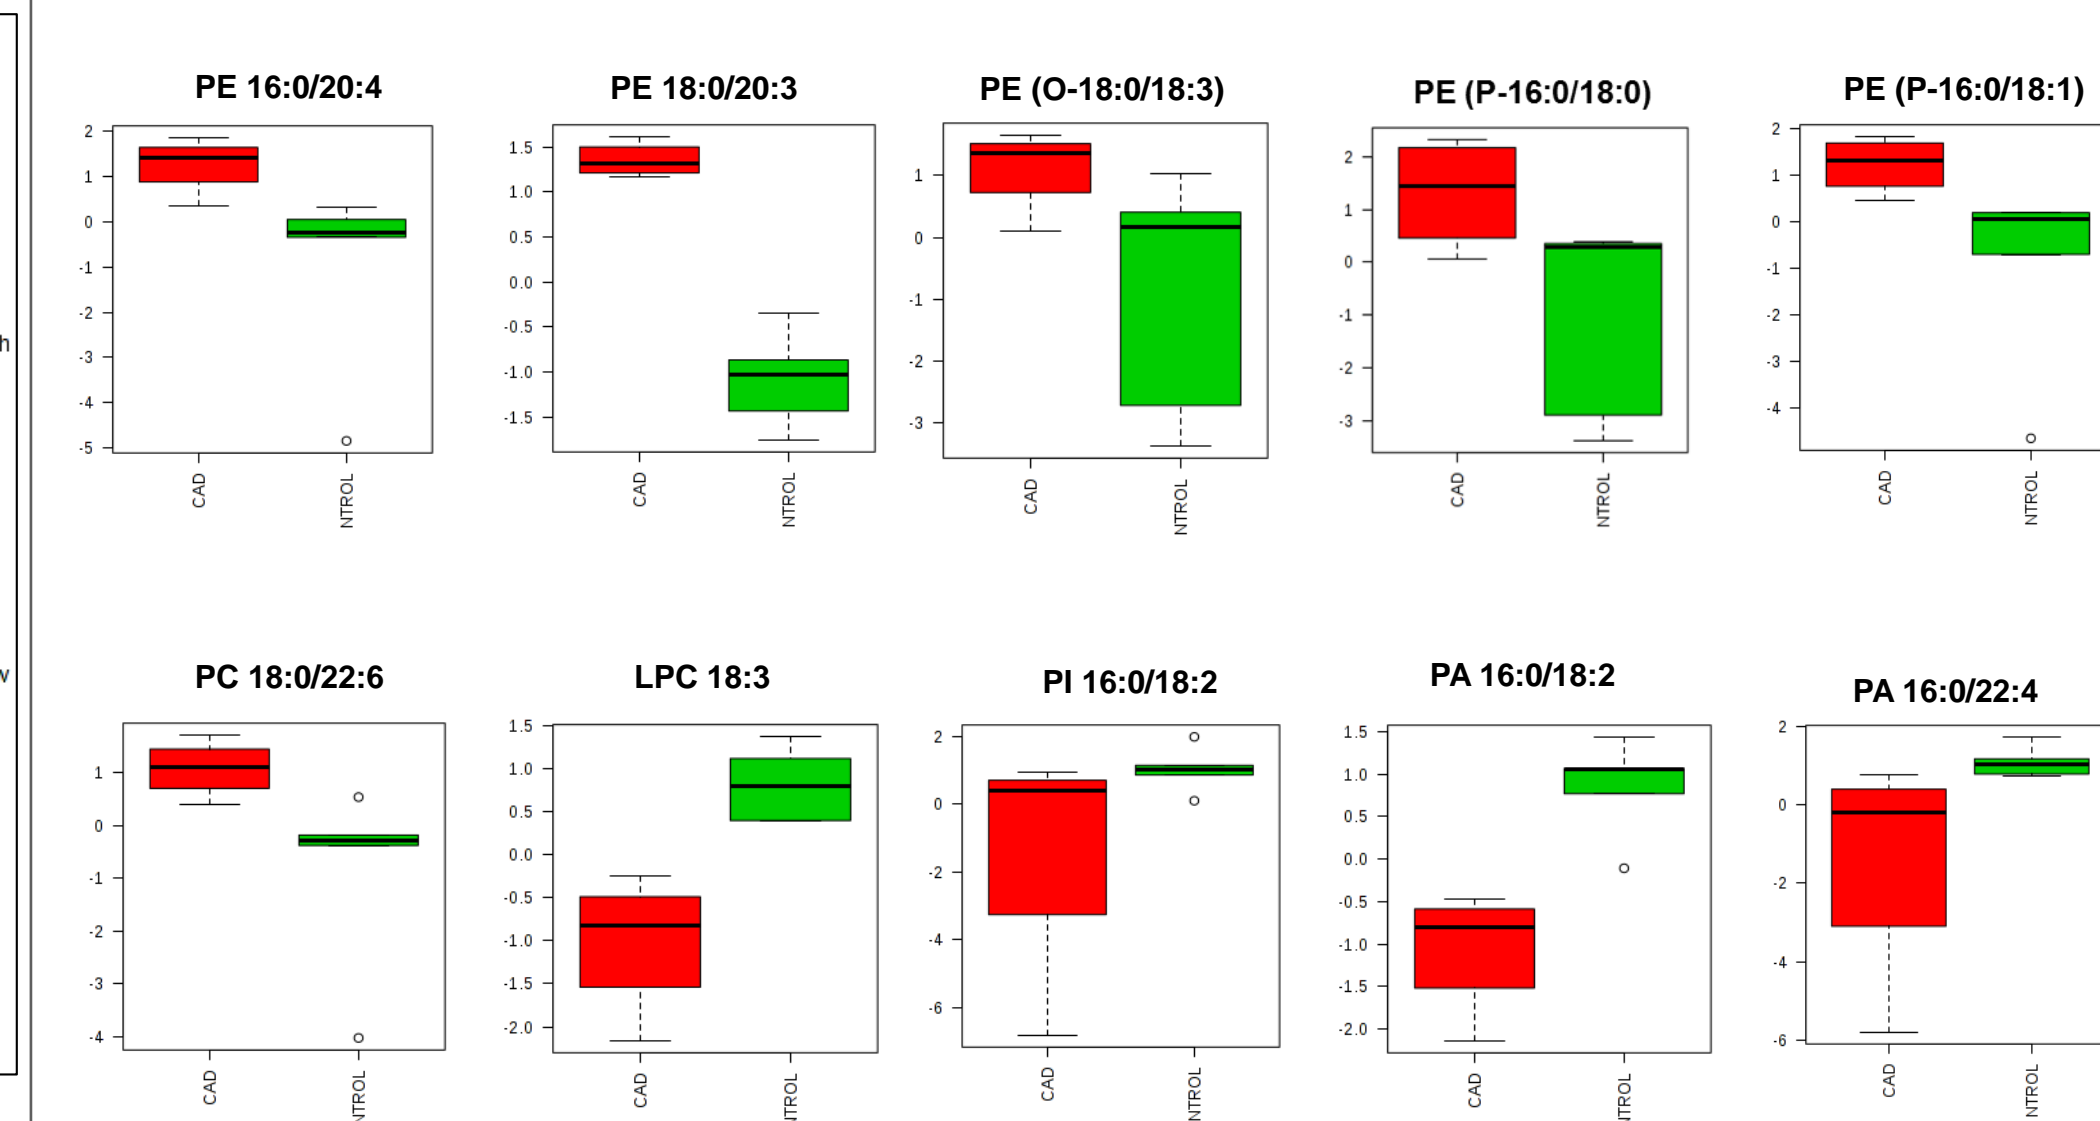 h
w
PE 16:0/20:4
2
1
0
-1
-2
-3
-4
-5
CAD
NTROL
PE 18:0/20:3
1.5
1.0
0.5
0.0
-0.5
-1.0
-1.5
CAD
NTROL
PE (O-18:0/18:3)
1
0
-1
-2
-3
CAD
NTROL
PE (P-16:0/18:0)
2
1
0
-1
-2
-3
CAD
NTROL
PE (P-16:0/18:1)
2
1
0
-1
-2
-3
-4
CAD
NTROL
PC 18:0/22:6
1
0
-1
-2
-3
-4
CAD
NTROL
LPC 18:3
1.5
1.0
0.5
0.0
-0.5
-1.0
-1.5
-2.0
CAD
NTROL
PI 16:0/18:2
2
0
-2
-4
-6
CAD
NTROL
PA 16:0/18:2
1.5
1.0
0.5
0.0
-0.5
-1.0
-1.5
-2.0
CAD
NTROL
PA 16:0/22:4
2
0
-2
-4
-6
CAD
NTROL